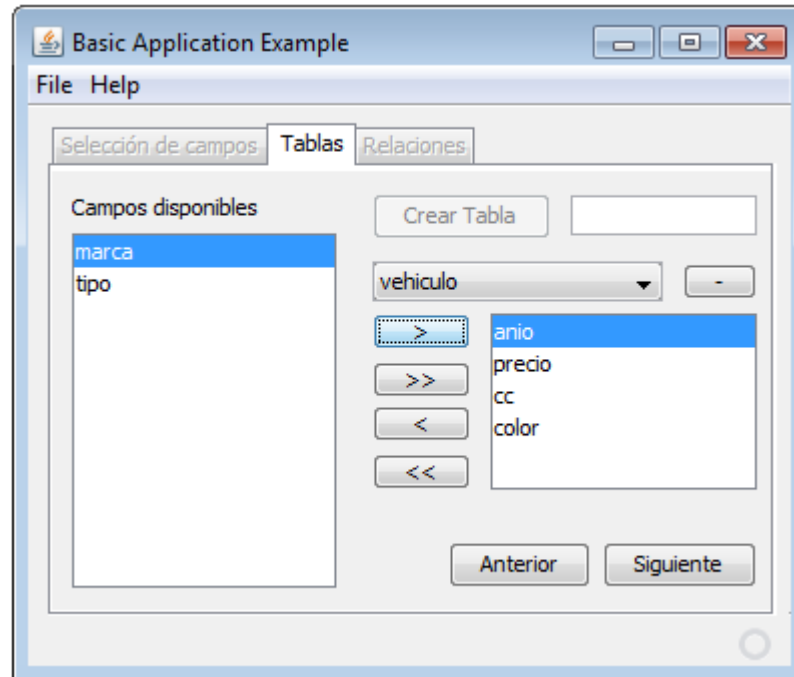 Basic Application Example
File Help
Selección de campos Tablas Relaciones
Campos disponibles
marca
tipo
Crear Tabla
vehiculo -
>
>>
<
<<
anio
precio
cc
color
Anterior Siguiente